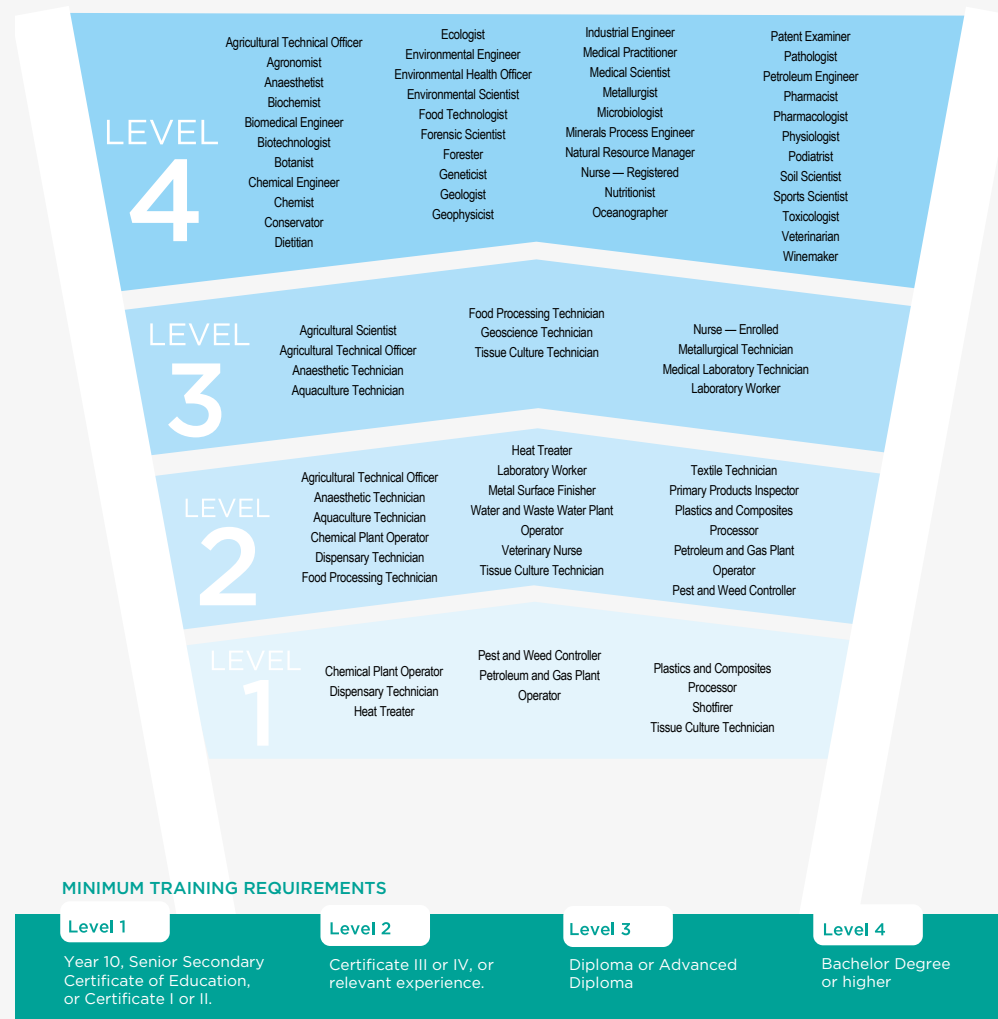 LEVEL
4
Agricultural Technical Officer
Agronomist
Anaesthetist
Biochemist
Biomedical Engineer
Biotechnologist
Botanist
Chemical Engineer
Chemist
Conservator
Dietitian
Ecologist
Environmental Engineer
Environmental Health Officer
Environmental Scientist
Food Technologist
Forensic Scientist
Forester
Geneticist
Geologist
Geophysicist
Industrial Engineer
Medical Practitioner
Medical Scientist
Metallurgist
Microbiologist
Minerals Process Engineer
Natural Resource Manager
Nurse — Registered
Nutritionist
Oceanographer
Patent Examiner
Pathologist
Petroleum Engineer
Pharmacist
Pharmacologist
Physiologist
Podiatrist
Soil Scientist
Sports Scientist
Toxicologist
Veterinarian
Winemaker
LEVEL
3
Agricultural Scientist
Agricultural Technical Officer
Anaesthetic Technician
Aquaculture Technician
Food Processing Technician
Geoscience Technician
Tissue Culture Technician
Nurse — Enrolled
Metallurgical Technician
Medical Laboratory Technician
Laboratory Worker
LEVEL
2
Agricultural Technical Officer
Anaesthetic Technician
Aquaculture Technician
Chemical Plant Operator
Dispensary Technician
Food Processing Technician
Heat Treater
Laboratory Worker
Metal Surface Finisher
Water and Waste Water Plant
Operator
Veterinary Nurse
Tissue Culture Technician
Textile Technician
Primary Products Inspector
Plastics and Composites
Processor
Petroleum and Gas Plant
Operator
Pest and Weed Controller
LEVEL
1
Chemical Plant Operator
Dispensary Technician
Heat Treater
Pest and Weed Controller
Petroleum and Gas Plant
Operator
Plastics and Composites
Processor
Shotfirer
Tissue Culture Technician
MINIMUM TRAINING REQUIREMENTS
Level 1
Year 10, Senior Secondary
Certificate of Education,
or Certificate I or II.
Level 2
Certificate III or IV, or
relevant experience.
Level 3
Diploma or Advanced
Diploma
Level 4
Bachelor Degree
or higher